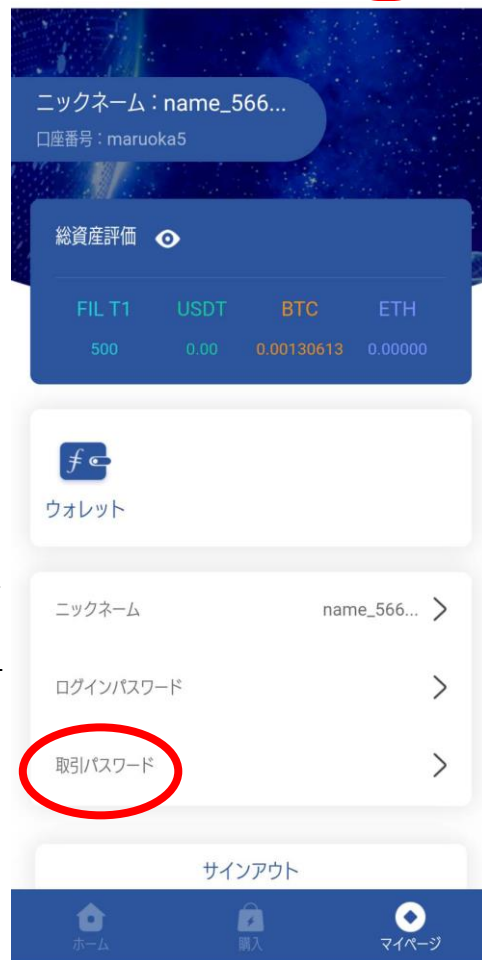 ニックネーム：name_566...
口座番号：maruoka5
総資産評価
FIL T1 USDT BTC ETH
500 0.00 0.00130613 0.00000
ウォレット
ニックネーム name_566...
ログインパスワード
取引パスワード
サインアウト
ホーム 購入 マイページ